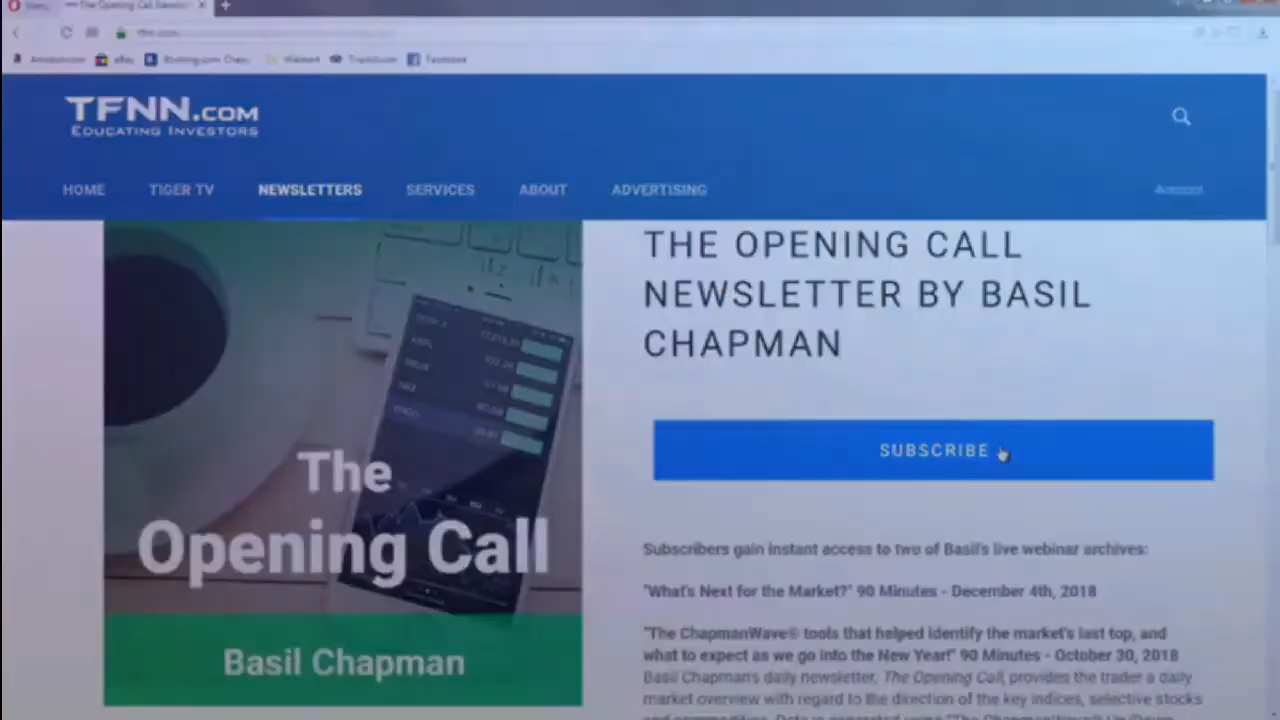 The Opening Call
Facebook
TFNN.COM
EDUCATING INVESTORS
HOME TIGER TV NEWSLETTERS SERVICES ABOUT ADVERTISING Account
THE OPENING CALL
NEWSLETTER BY BASIL
CHAPMAN
SUBSCRIBE
The
Opening Call
Basil Chapman
Subscribers gain instant access to two of Basil's live webinar archives:
"What's Next for the Market?" 90 Minutes - December 4th, 2018
"The ChapmanWave® tools that helped identify the market's last top, and
what to expect as we go into the New Year!" 90 Minutes - October 30, 2018
Basil Chapman's daily newsletter, The Opening Call, provides the trader a daily
market overview with regard to the direction of the key indices, selective stocks